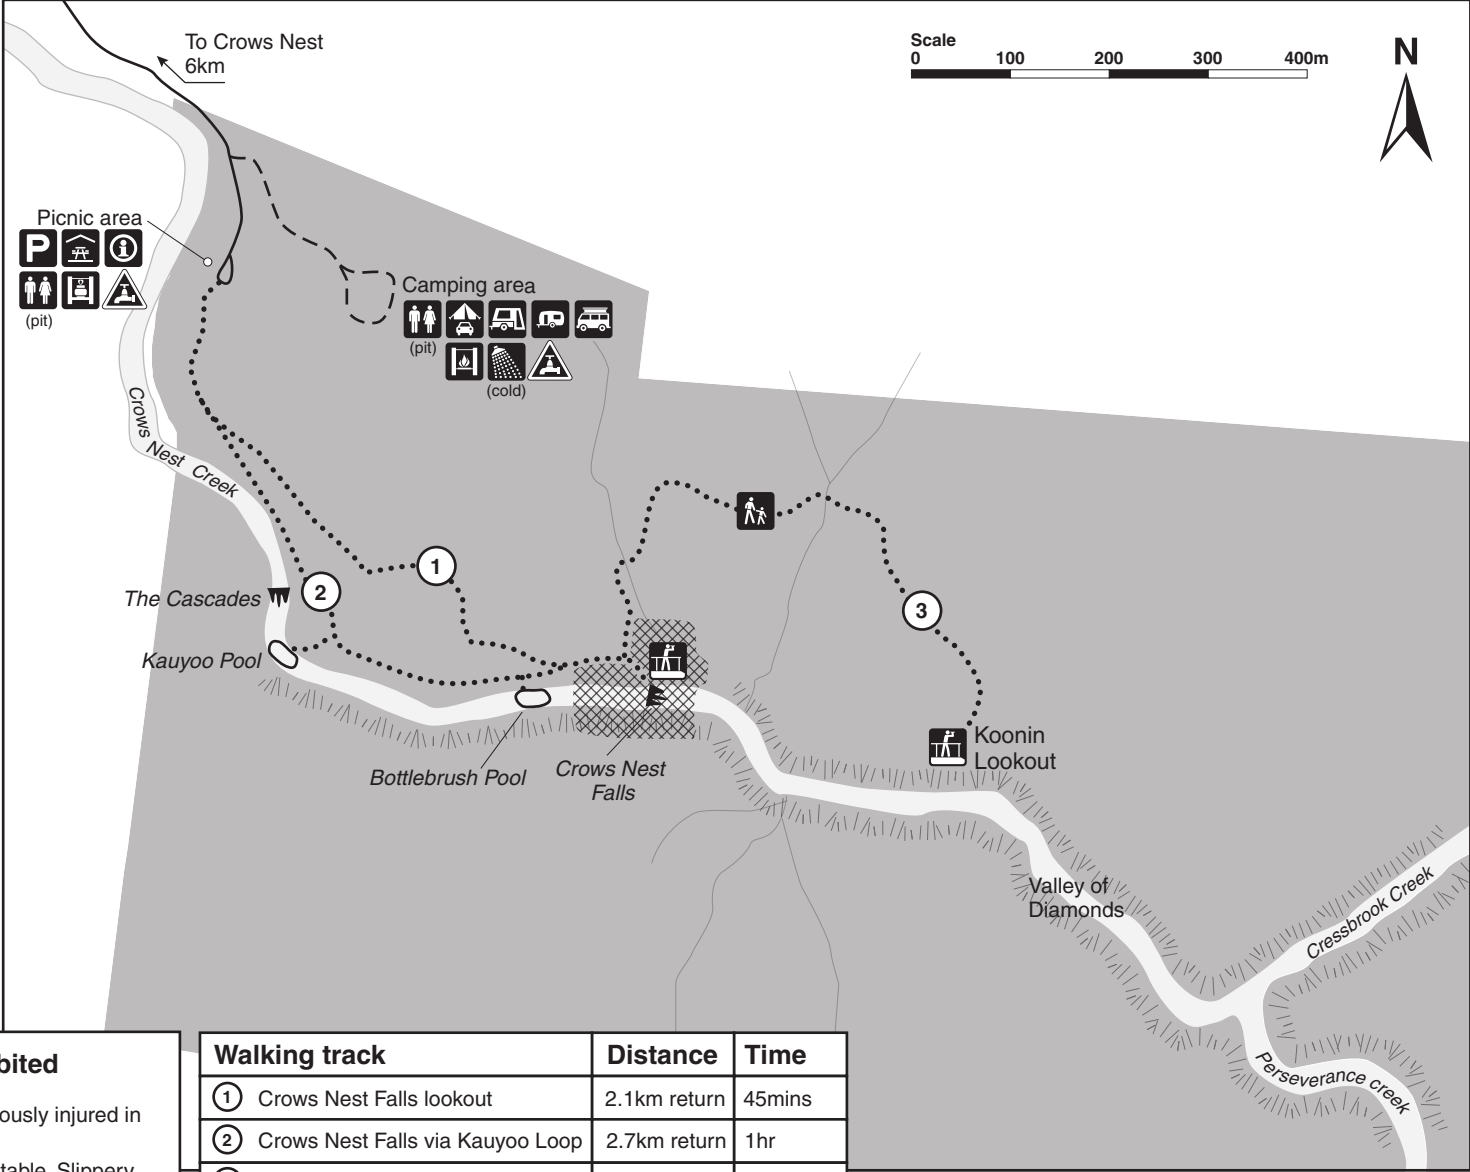 To Crows Nest
6km
Scale
0 100 200 300 400m
N
Picnic area
P
i
(pit)
Camping area
(pit)
(cold)
Crows Nest Creek
1
2
3
The Cascades
Kauyoo Pool
Bottlebrush Pool
Crows Nest
Falls
Koonin
Lookout
Valley of
Diamonds
Cressbrook Creek
Perseverance creek
bited
ously injured in
table. Slippery
Walking track Distance Time
1 Crows Nest Falls lookout 2.1km return 45mins
2 Crows Nest Falls via Kauyoo Loop 2.7km return 1hr